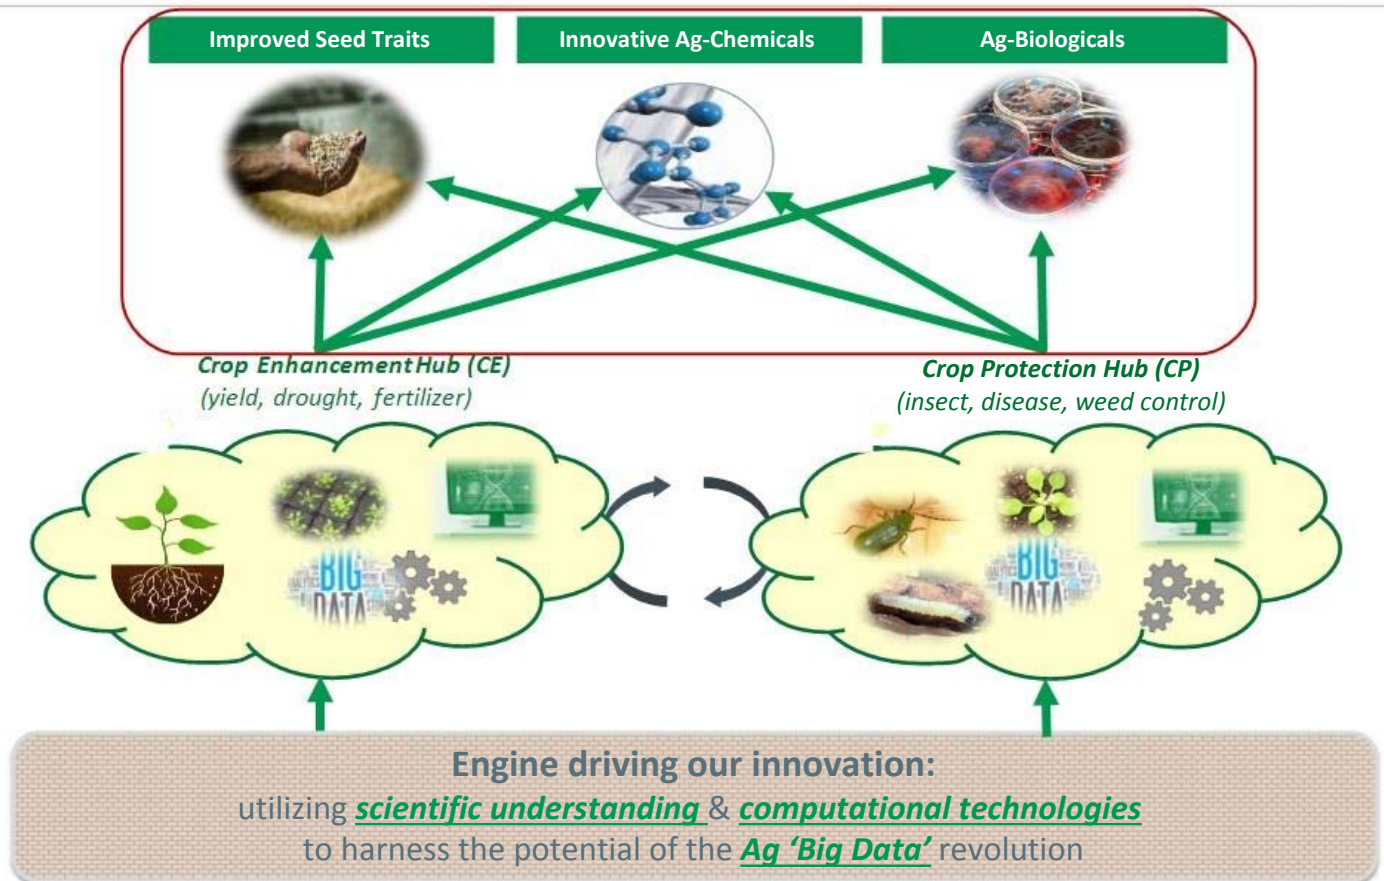 Improved Seed Traits
Innovative Ag-Chemicals
Ag-Biologicals
Crop Enhancement Hub (CE)
(yield, drought, fertilizer)
Crop Protection Hub (CP)
(insect, disease, weed control)
BIG
DATA
BIG
DATA
Engine driving our innovation:
utilizing scientific understanding & computational technologies
to harness the potential of the Ag ‘Big Data’ revolution